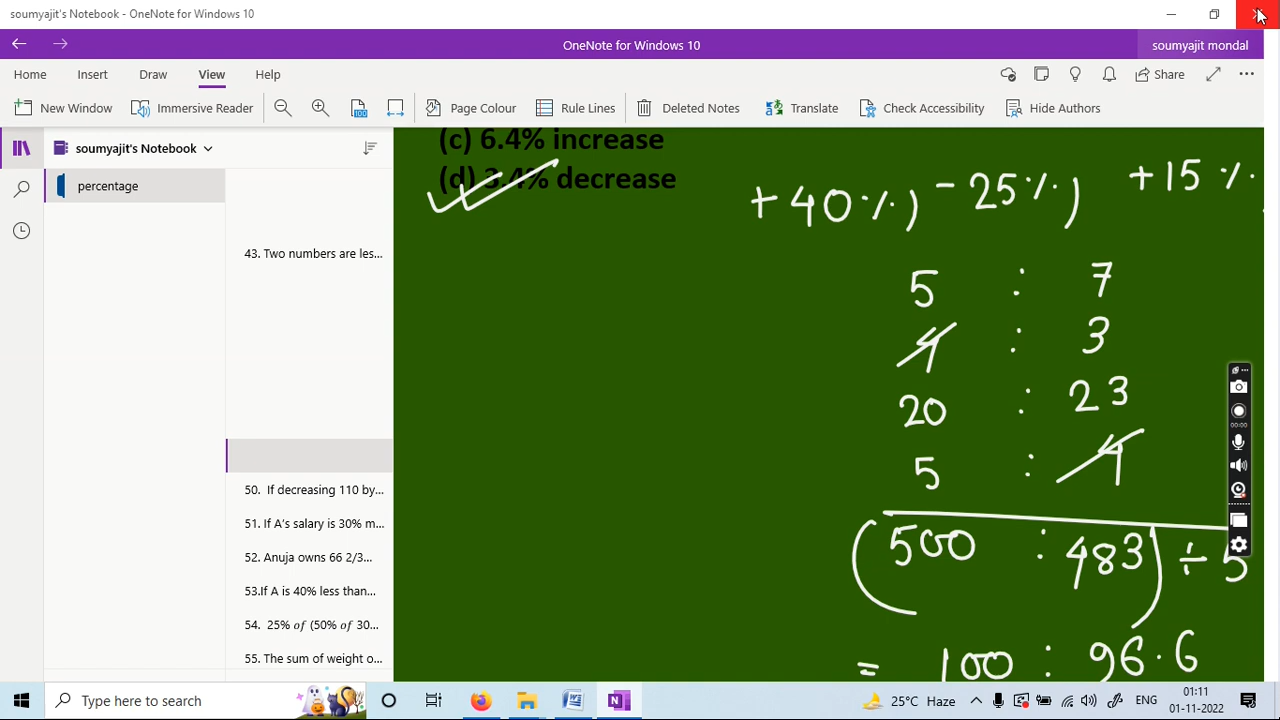 soumyajit's Notebook - OneNote for Windows 10
OneNote for Windows 10
soumyajit mondal
Home Insert Draw View Help
Share
New Window Immersive Reader Page Colour Rule Lines Deleted Notes Translate Check Accessibility Hide Authors
soumyajit's Notebook
percentage
43. Two numbers are les...
50. If decreasing 110 by...
51. If A's salary is 30% m...
52. Anuja owns 66 2/3...
53.If A is 40% less than...
54. 25% of (50% of 30...
55. The sum of weight o...
(c) 6.4% increase
(d) 3.4% decrease
+40%, -25%, +15%.
5 : 7
4 : 3
20 : 23
5 : 4
(500 : 483) ÷ 5
= 100 : 96.6
00:00
Type here to search
25°C Haze
ENG
01:11
01-11-2022